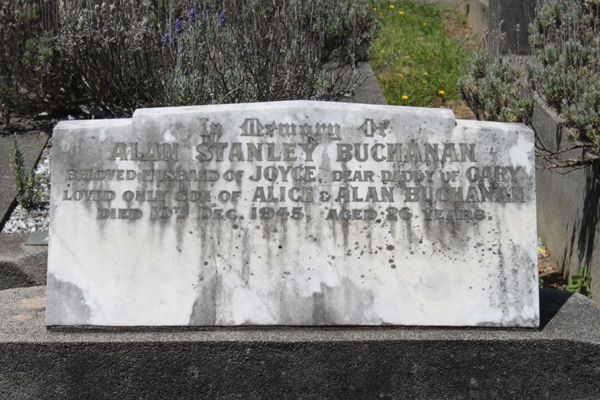 In Memory Of
ALAN STANLEY BUCHANAN
BELOVED HUSBAND OF JOYCE, DEAR DADDY OF GARY,
LOVED ONLY SON OF ALICE & ALAN BUCHANAN
DIED 10TH DEC. 1945, AGED 26 YEARS.